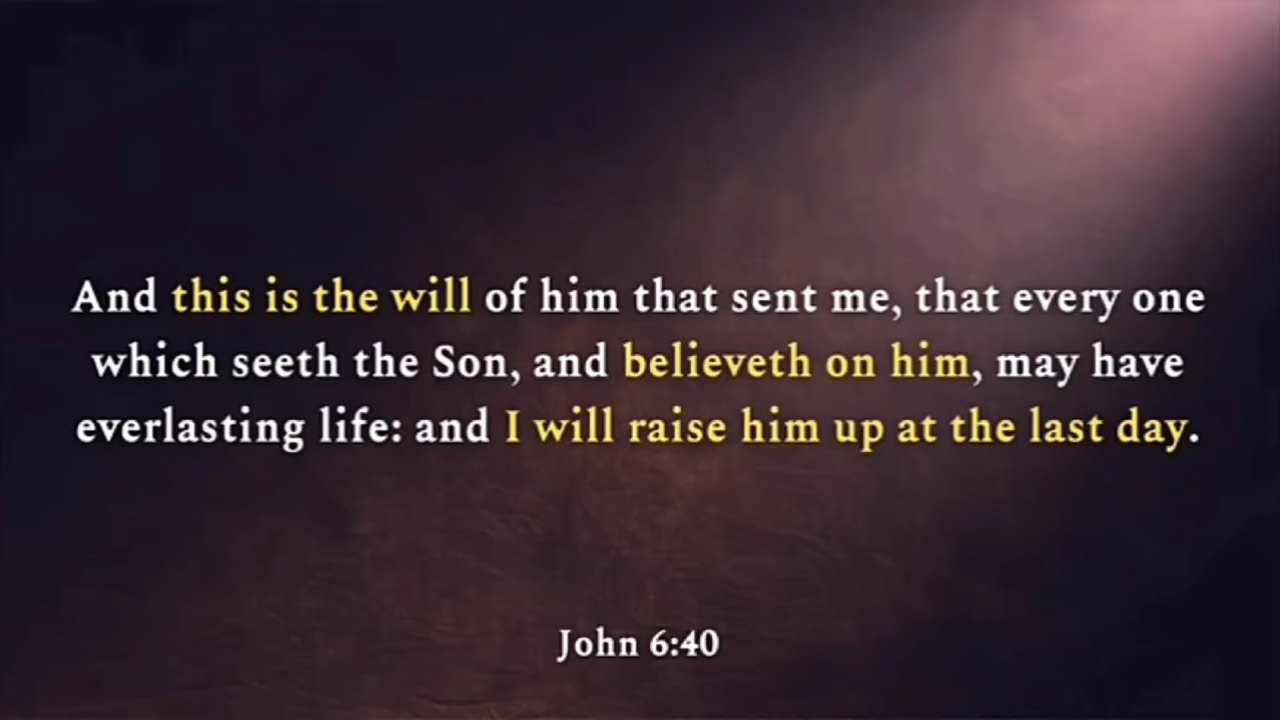 And this is the will of him that sent me, that every one
which seeth the Son, and believeth on him, may have
everlasting life: and I will raise him up at the last day.
John 6:40